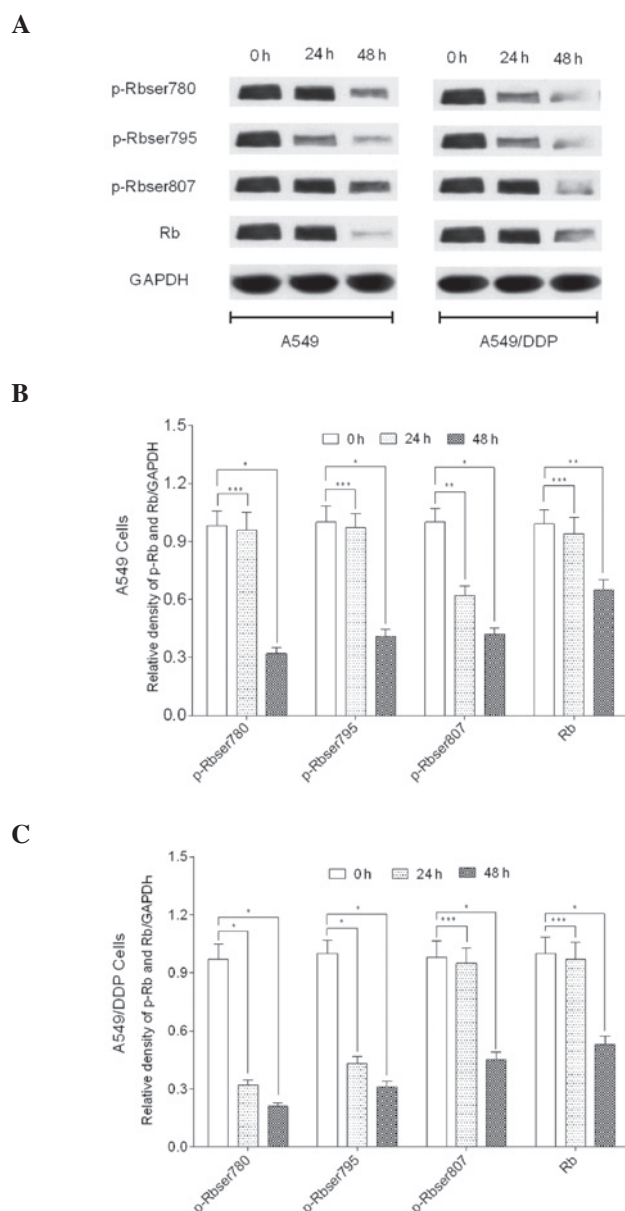 A
0 h 24 h 48 h 0 h 24 h 48 h
p-Rbser780
p-Rbser795
p-Rbser807
Rb
GAPDH
A549 A549/DDP
B
A549 Cells
Relative density of p-Rb and Rb/GAPDH
1.5
1.2
0.9
0.6
0.3
0.0
0 h 24 h 48 h
* * * **
*** *** ** ***
p-Rbser780 p-Rbser795 p-Rbser807 Rb
C
A549/DDP Cells
Relative density of p-Rb and Rb/GAPDH
1.5
1.2
0.9
0.6
0.3
0.0
0 h 24 h 48 h
* * * *
* * *** ***
p-Rbser780 p-Rbser795 p-Rbser807 Rb